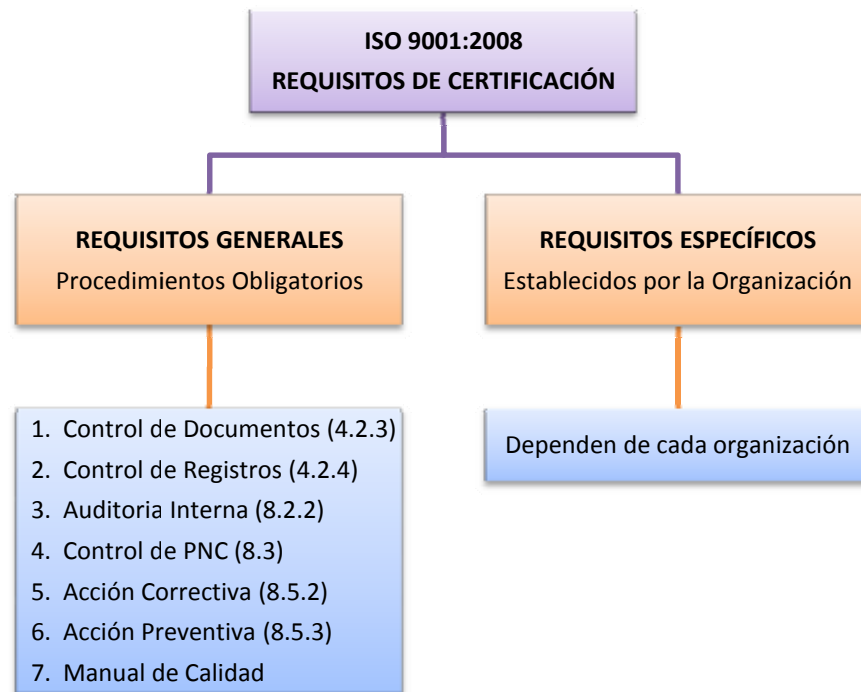 ISO 9001:2008
REQUISITOS DE CERTIFICACIÓN
REQUISITOS GENERALES
Procedimientos Obligatorios
REQUISITOS ESPECÍFICOS
Establecidos por la Organización
1. Control de Documentos (4.2.3)
2. Control de Registros (4.2.4)
3. Auditoria Interna (8.2.2)
4. Control de PNC (8.3)
5. Acción Correctiva (8.5.2)
6. Acción Preventiva (8.5.3)
7. Manual de Calidad
Dependen de cada organización